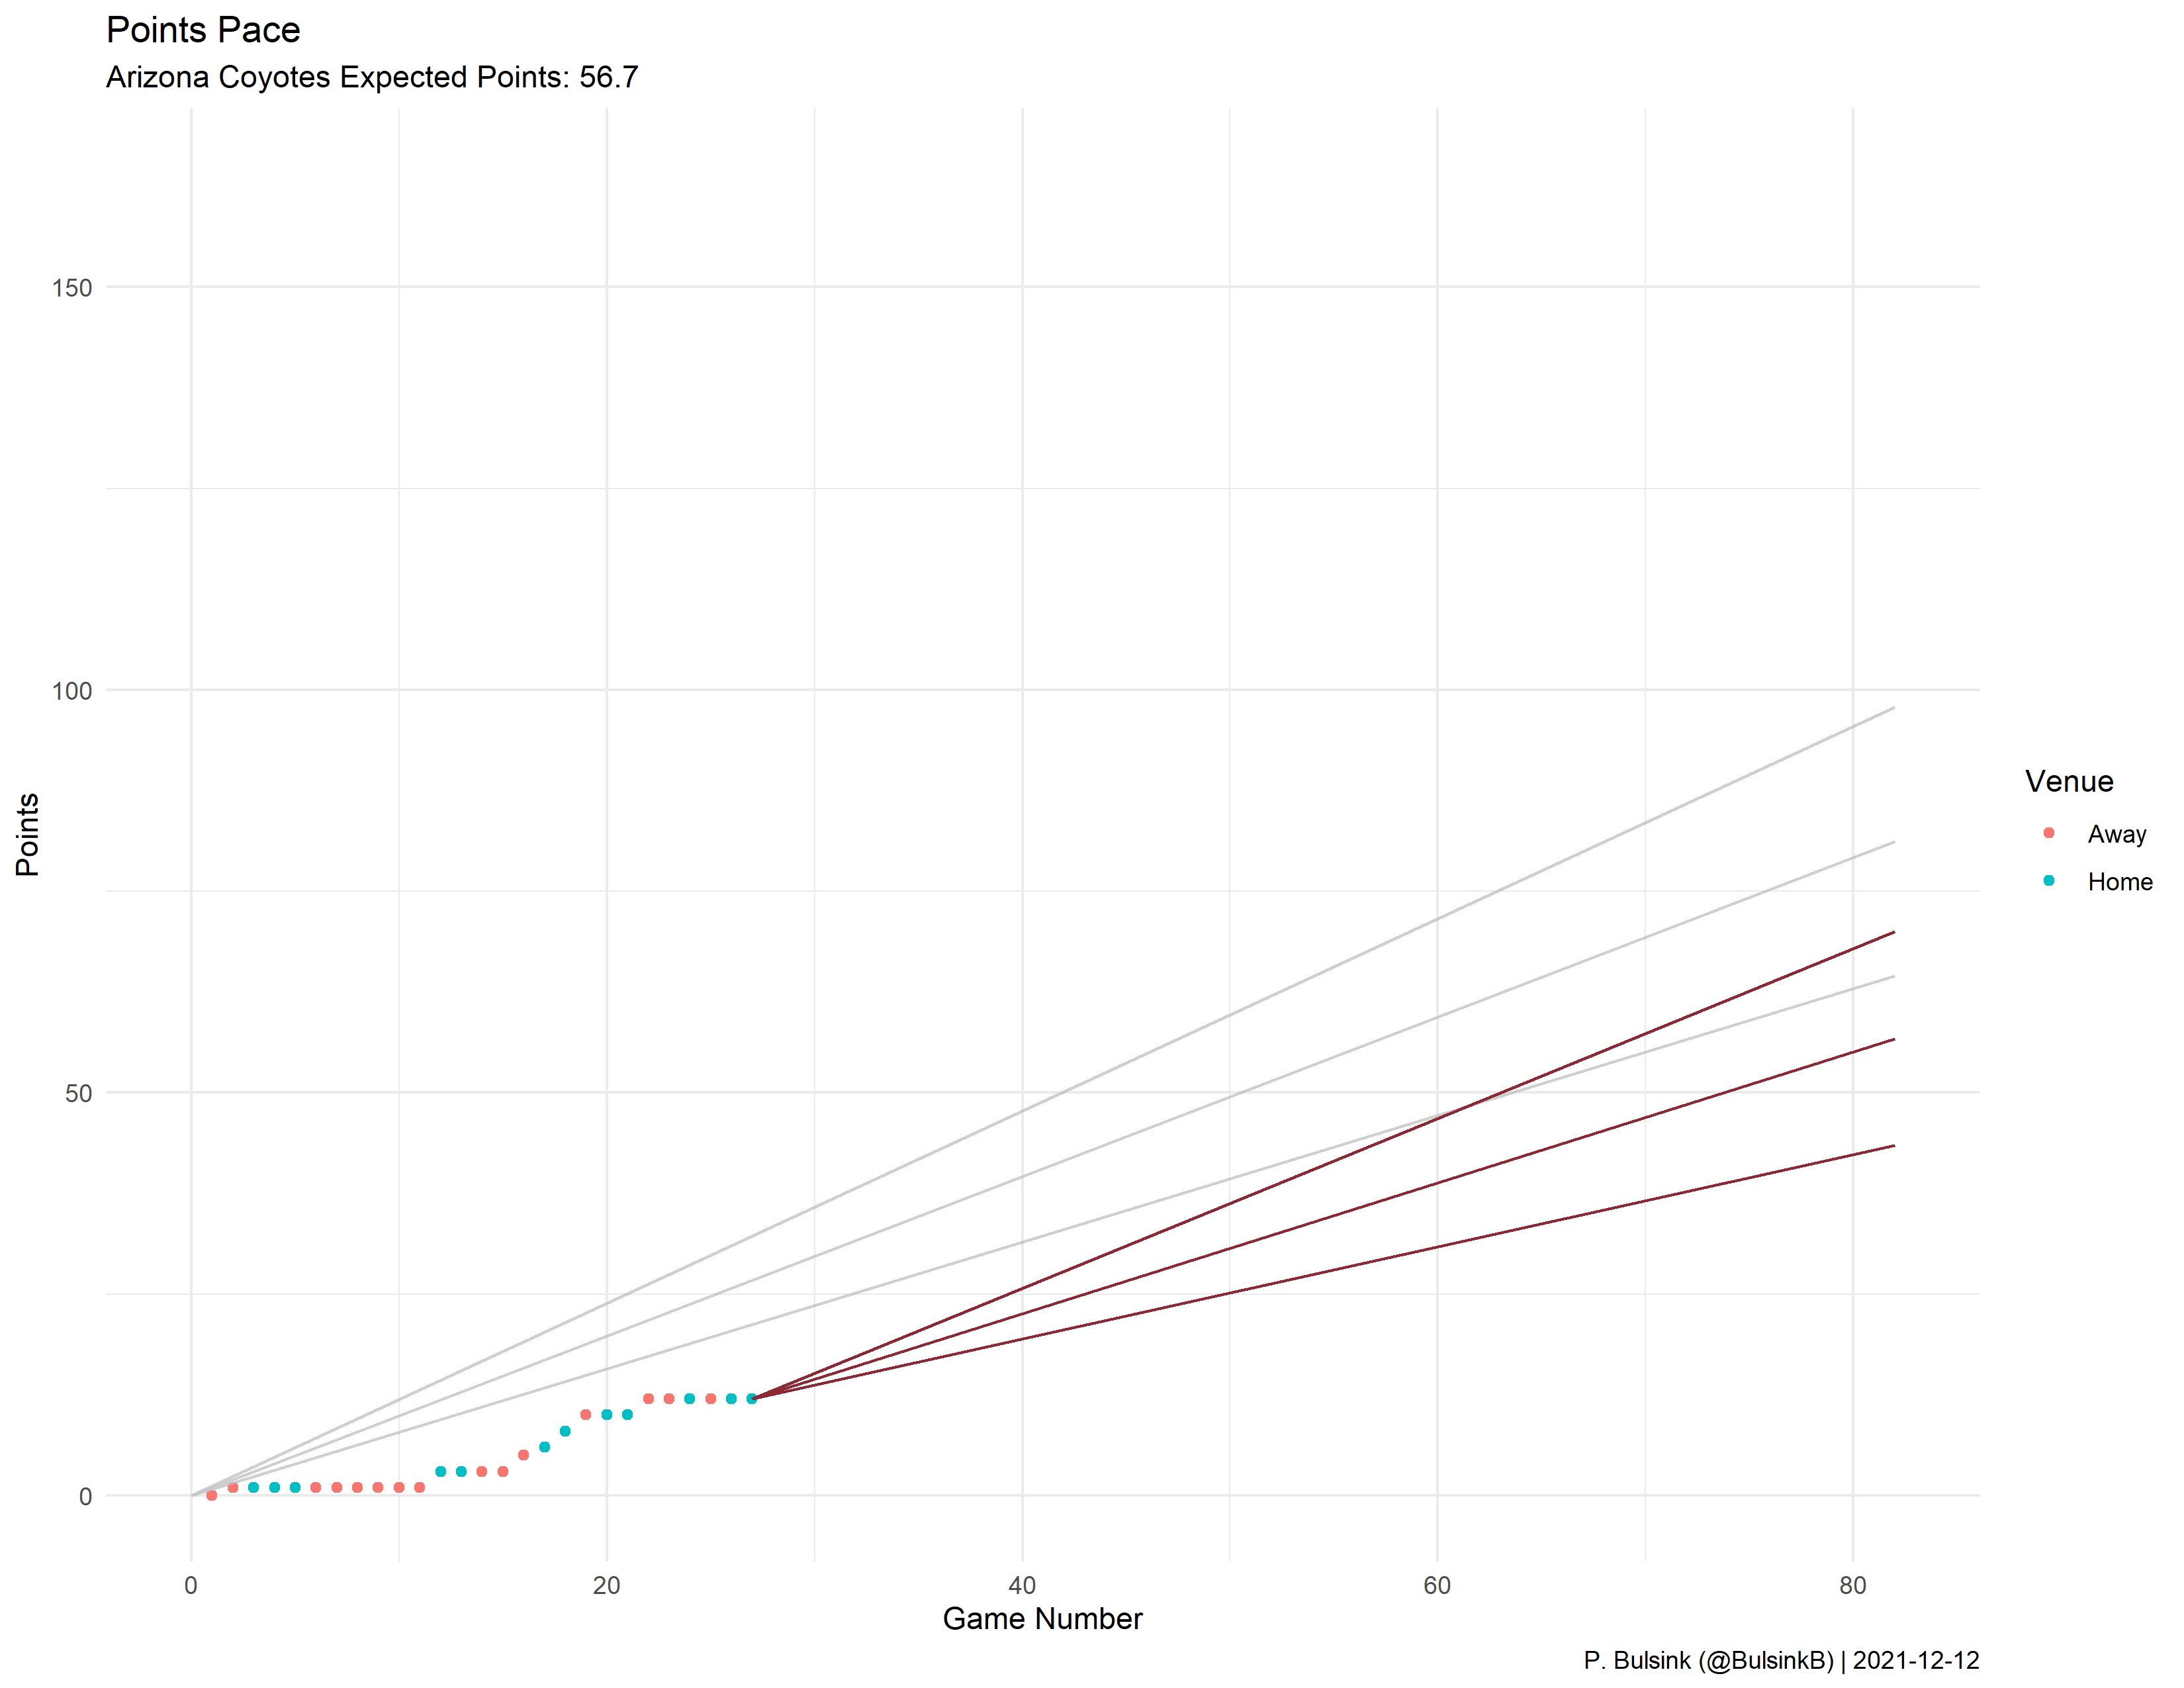 Points Pace
Arizona Coyotes Expected Points: 56.7
150
100
50
0
Points
0 20 40 60 80
Game Number
Venue
Away
Home
P. Bulsink (@BulsinkB) | 2021-12-12